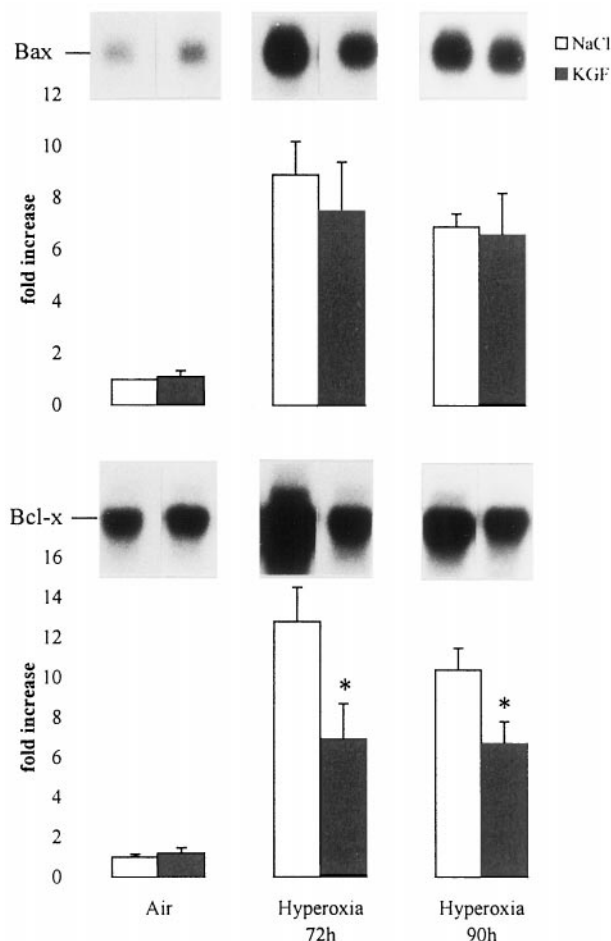 Bax
NaCl
KGF
12
10
8
6
4
2
0
fold increase
Bcl-x
16
14
12
10
8
6
4
2
0
fold increase
*
*
Air
Hyperoxia
72h
Hyperoxia
90h